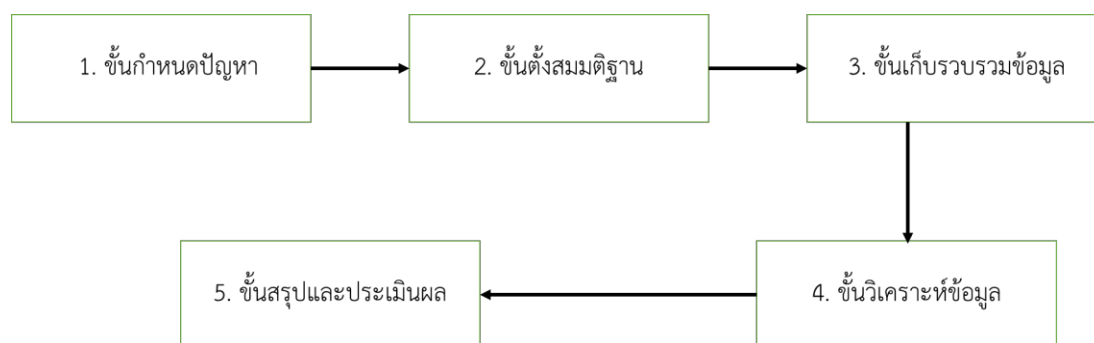 1. ขั้นกำหนดปัญหา
2. ขั้นตั้งสมมติฐาน
3. ขั้นเก็บรวบรวมข้อมูล
4. ขั้นวิเคราะห์ข้อมูล
5. ขั้นสรุปและประเมินผล